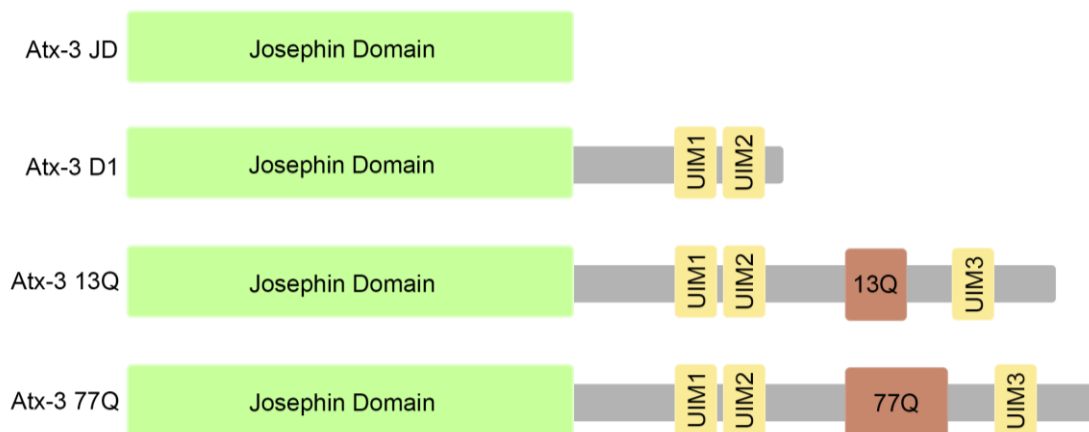 Atx-3 JD Josephin Domain
Atx-3 D1 Josephin Domain UIM1 UIM2
Atx-3 13Q Josephin Domain UIM1 UIM2 13Q UIM3
Atx-3 77Q Josephin Domain UIM1 UIM2 77Q UIM3